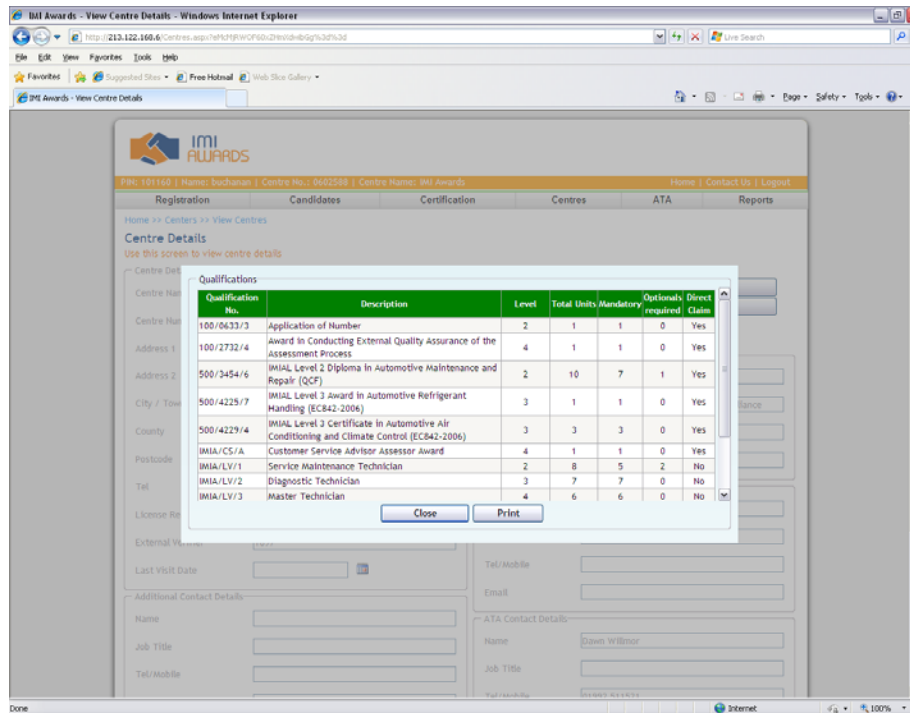 IMI Awards - View Centre Details - Windows Internet Explorer
Live Search
File Edit View Favorites Tools Help
Favorites Suggested Sites Free Hotmail Web Slice Gallery
IMI Awards - View Centre Details
Page Safety Tools
IMI
AWARDS
PIN: 101160 | Name: buchanan | Centre No.: 0602588 | Centre Name: IMI Awards Home | Contact Us | Logout
Registration Candidates Certification Centres ATA Reports
Home >> Centers >> View Centres
Centre Details
Use this screen to view centre details
Centre Det
Qualifications
Centre Nam
Qualification No. Description Level Total Units Mandatory Optionals required Direct Claim
Centre Num
100/0633/3 Application of Number 2 1 1 0 Yes
Address 1
100/2732/4 Award in Conducting External Quality Assurance of the Assessment Process 4 1 1 0 Yes
Address 2
500/3454/6 IMIAL Level 2 Diploma in Automotive Maintenance and Repair (QCF) 2 10 7 1 Yes
City / Town
500/4225/7 IMIAL Level 3 Award in Automotive Refrigerant Handling (EC842-2006) 3 1 1 0 Yes
County
500/4229/4 IMIAL Level 3 Certificate in Automotive Air Conditioning and Climate Control (EC842-2006) 3 3 3 0 Yes
Postcode
IMIA/CS/A Customer Service Advisor Assessor Award 4 1 1 0 Yes
IMIA/LV/1 Service Maintenance Technician 2 8 5 2 No
Tel
IMIA/LV/2 Diagnostic Technician 3 7 7 0 No
IMIA/LV/3 Master Technician 4 6 6 0 No
License Re
Close Print
External Verifier
Tel/Mobile
Last Visit Date
Email
Additional Contact Details
ATA Contact Details
Name
Name Dawn Willmor
Job Title
Job Title
Tel/Mobile
Tel/Mobile 01992 511521
Done Internet 100%